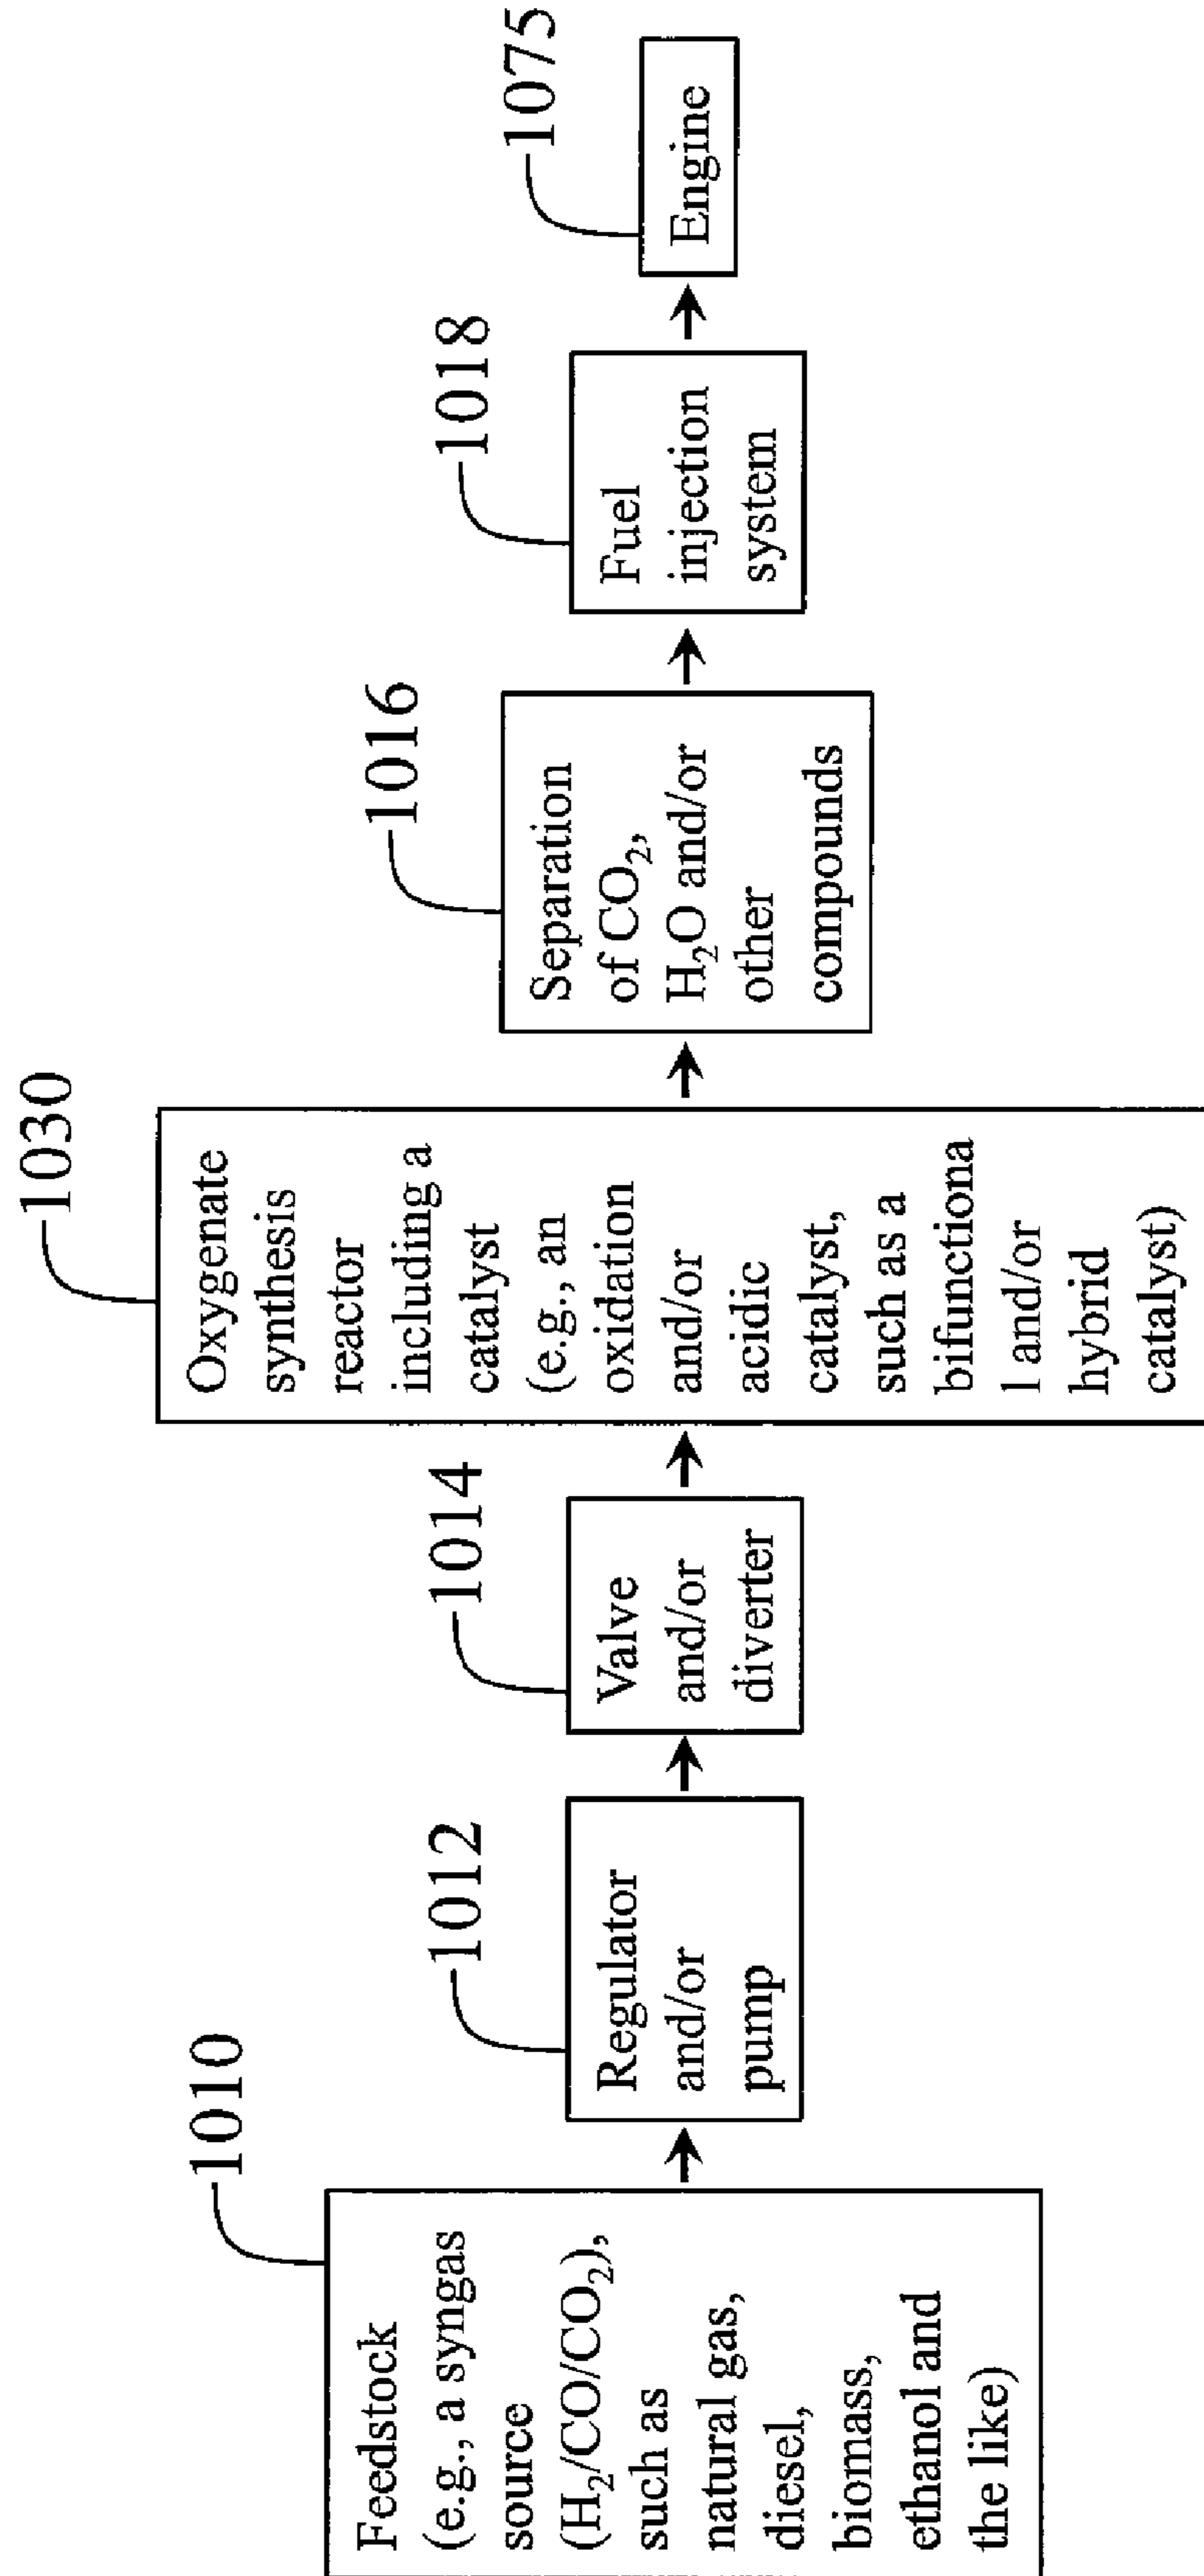 1010
Feedstock
(e.g., a syngas
source
(H₂/CO/CO₂),
such as
natural gas,
diesel,
biomass,
ethanol and
the like)
1012
Regulator
and/or
pump
1014
Valve
and/or
diverter
1030
Oxygenate
synthesis
reactor
including a
catalyst
(e.g., an
oxidation
and/or
acidic
catalyst,
such as a
bifunctiona
l and/or
hybrid
catalyst)
1016
Separation
of CO₂,
H₂O and/or
other
compounds
1018
Fuel
injection
system
1075
Engine